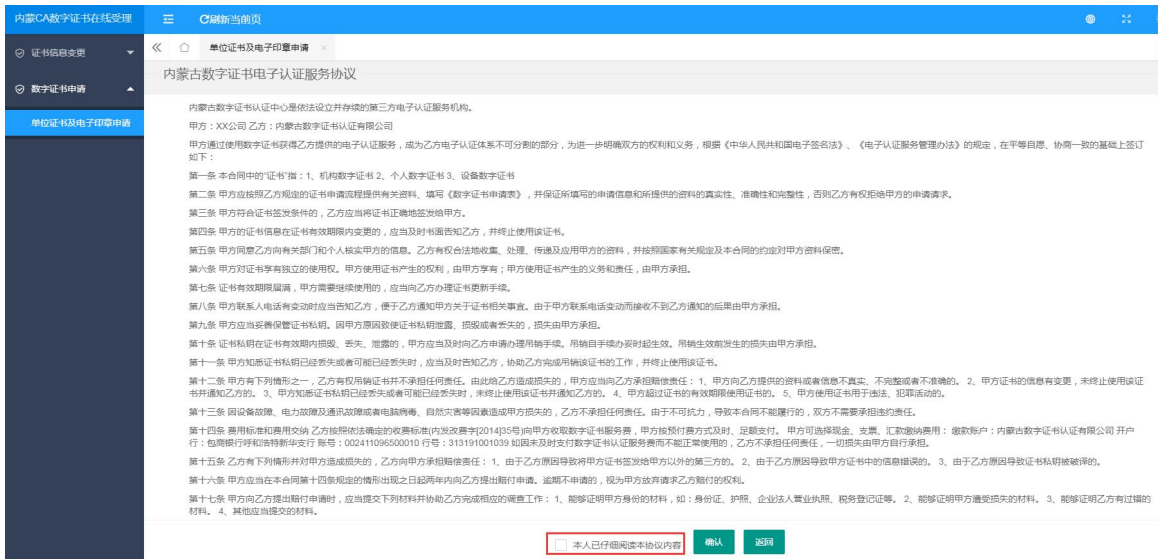 内蒙CA数字证书在线受理
刷新当前页
证书信息变更
单位证书及电子印章申请 ×
内蒙古数字证书电子认证服务协议
数字证书申请
单位证书及电子印章申请
内蒙古数字证书认证中心是依法设立并存续的第三方电子认证服务机构。
甲方：XX公司 乙方：内蒙古数字证书认证有限公司
甲方通过使用数字证书获得乙方提供的电子认证服务，成为乙方电子认证体系不可分割的部分，为进一步明确双方的权利和义务，根据《中华人民共和国电子签名法》、《电子认证服务管理办法》的规定，在平等自愿、协商一致的基础上签订
如下：
第一条 本合同中的"证书"指：1、机构数字证书 2、个人数字证书 3、设备数字证书
第二条 甲方应按照乙方规定的证书申请流程提供有关资料、填写《数字证书申请表》，并保证所填写的申请信息和所提供的资料的真实性、准确性和完整性，否则乙方有权拒绝甲方的申请请求。
第三条 甲方符合证书签发条件的，乙方应当将证书正确地签发给甲方。
第四条 甲方的证书信息在证书有效期限内变更的，应当及时书面告知乙方，并终止使用该证书。
第五条 甲方同意乙方向有关部门和个人核实甲方的信息。乙方有权合法地收集、处理、传递及应用甲方的资料，并按照国家有关规定及本合同的约定对甲方资料保密。
第六条 甲方对证书享有独立的使用权。甲方使用证书产生的权利，由甲方享有；甲方使用证书产生的义务和责任，由甲方承担。
第七条 证书有效期限届满，甲方需要继续使用的，应当向乙方办理证书更新手续。
第八条 甲方联系人电话有变动时应当告知乙方，便于乙方通知甲方关于证书相关事宜。由于甲方联系电话变动而接收不到乙方通知的后果由甲方承担。
第九条 甲方应当妥善保管证书私钥。因甲方原因致使证书私钥泄露、损毁或者丢失的，损失由甲方承担。
第十条 证书私钥在证书有效期内损毁、丢失、泄露的，甲方应及时向乙方申请办理吊销手续。吊销自手续办妥时起生效。吊销生效前发生的损失由甲方承担。
第十一条 甲方知悉证书私钥已经丢失或者可能已经丢失时，应当及时告知乙方，协助乙方完成吊销该证书的工作，并终止使用该证书。
第十二条 甲方有下列情形之一，乙方有权吊销证书并不承担任何责任。由此给乙方造成损失的，甲方应当向乙方承担赔偿责任： 1、甲方向乙方提供的资料或者信息不真实、不完整或者不准确的。 2、甲方证书的信息有变更，未终止使用该证
书并通知乙方的。 3、甲方知悉证书私钥已经丢失或者可能已经丢失时，未终止使用该证书并通知乙方的。 4、甲方超过证书的有效期限使用证书的。 5、甲方使用证书用于违法、犯罪活动的。
第十三条 因设备故障、电力故障及通讯故障或者电脑病毒、自然灾害等因素造成甲方损失的，乙方不承担任何责任。由于不可抗力，导致本合同不能履行的，双方不需要承担违约责任。
第十四条 费用标准和费用交纳 乙方按照依法确定的收费标准(内发改费字[2014]35号)向甲方收取数字证书服务费，甲方按预付费方式及时、足额支付。 甲方可选择现金、支票、汇款缴纳费用： 缴款账户：内蒙古数字证书认证有限公司 开户
行：包商银行呼和浩特新华支行 账号：002411096500010 行号：313191001039 如因未及时支付数字证书认证服务费而不能正常使用的，乙方不承担任何责任，一切损失由甲方自行承担。
第十五条 乙方有下列情形并对甲方造成损失的，乙方向甲方承担赔偿责任： 1、由于乙方原因导致将甲方证书签发给甲方以外的第三方的。 2、由于乙方原因导致甲方证书中的信息错误的。 3、由于乙方原因导致证书私钥被破译的。
第十六条 甲方应当在本合同第十四条规定的情形出现之日起两年内向乙方提出赔付申请。逾期不申请的，视为甲方放弃请求乙方赔付的权利。
第十七条 甲方向乙方提出赔付申请时，应当提交下列材料并协助乙方完成相应的调查工作： 1、能够证明甲方身份的材料，如：身份证、护照、企业法人营业执照、税务登记证等。 2、能够证明甲方遭受损失的材料。 3、能够证明乙方有过错的
材料。 4、其他应当提交的材料。
本人已仔细阅读本协议内容 确认 返回